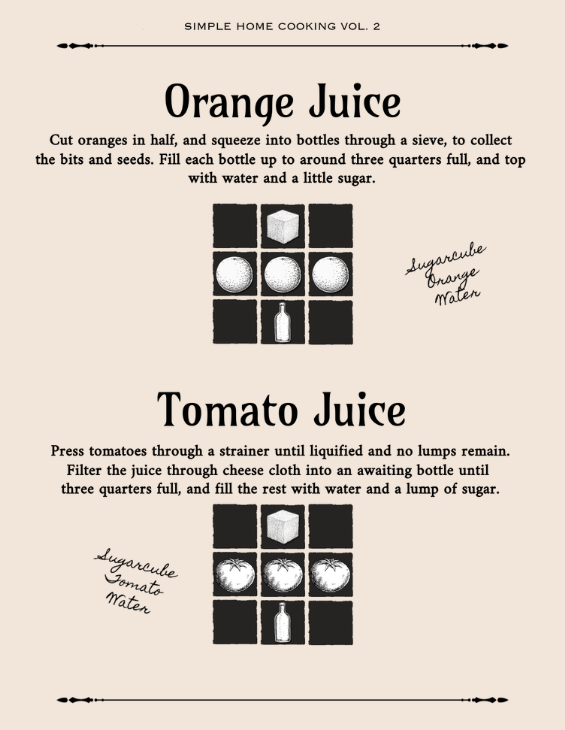 SIMPLE HOME COOKING VOL. 2
Orange Juice
Cut oranges in half, and squeeze into bottles through a sieve, to collect
the bits and seeds. Fill each bottle up to around three quarters full, and top
with water and a little sugar.
Sugarcube
Orange
Water
Tomato Juice
Press tomatoes through a strainer until liquified and no lumps remain.
Filter the juice through cheese cloth into an awaiting bottle until
three quarters full, and fill the rest with water and a lump of sugar.
Sugarcube
Tomato
Water